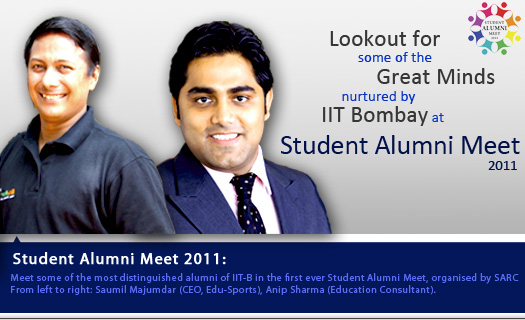 STUDENT
ALUMNI
MEET
2011
Lookout for
some of the
Great Minds
nurtured by
IIT Bombay at
Student Alumni Meet
2011
Student Alumni Meet 2011:
Meet some of the most distinguished alumni of IIT-B in the first ever Student Alumni Meet, organised by SARC
From left to right: Saumil Majumdar (CEO, Edu-Sports), Anip Sharma (Education Consultant).